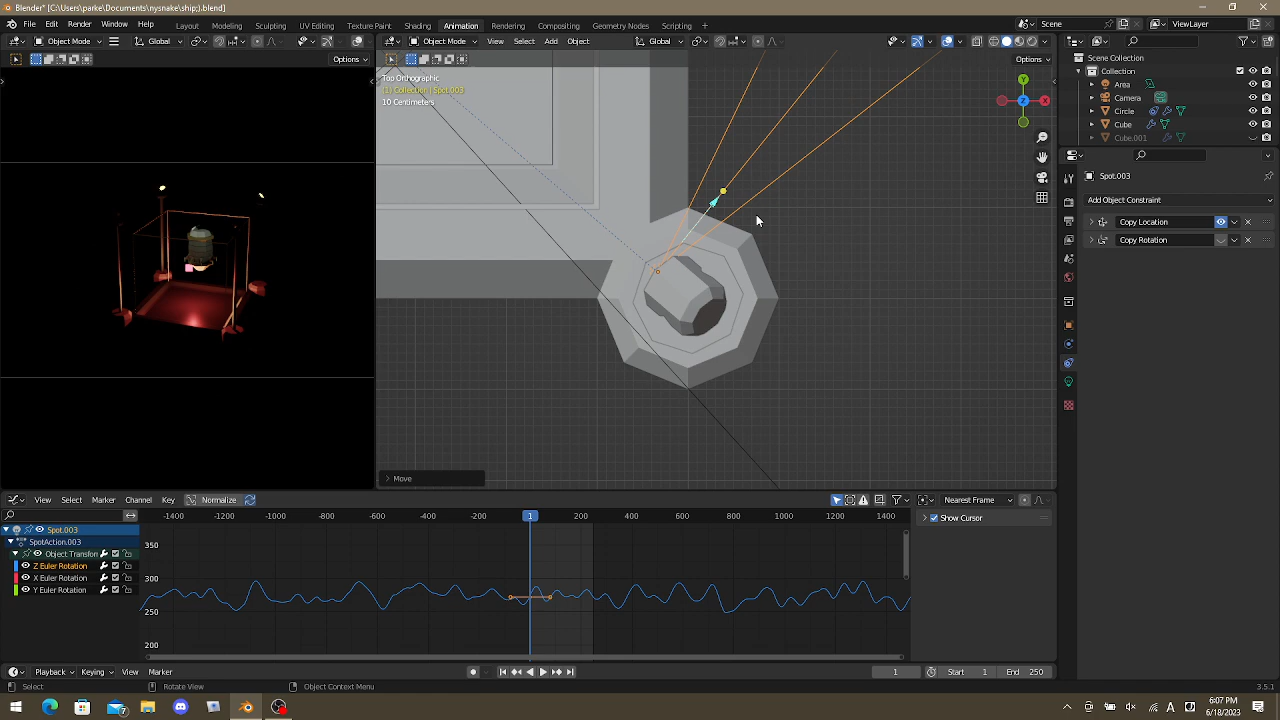 Blender* [C:\Users\parke\Document\nysnake\ship;).blend]
File Edit Render Window Help Layout Modeling Sculpting UV Editing Texture Paint Shading Animation Rendering Compositing Geometry Nodes Scripting + Scene ViewLayer
Object Mode Global Object Mode View Select Add Object Global
Options Options
Top Orthographic
(1) Collection | Spot.003
10 Centimeters
Y
Z X
Scene Collection
Collection
Area
Camera
Circle
Cube
Cube.001
Spot.003
Add Object Constraint
Copy Location
Copy Rotation
Move
View Select Marker Channel Key Normalize Nearest Frame
-1400 -1200 -1000 -800 -600 -400 -200 1 200 400 600 800 1000 1200 1400
Show Cursor
Spot.003
SpotAction.003
Object Transform
Z Euler Rotation
X Euler Rotation
Y Euler Rotation
350
300
250
200
Playback Keying View Marker 1 Start 1 End 250
Select Rotate View Object Context Menu 3.5.1
6:07 PM
6/18/2023